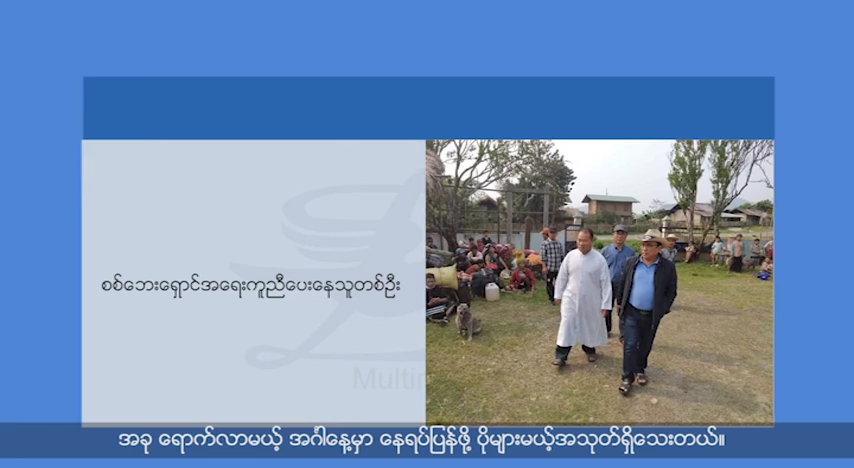 စစ်ဘေးရှောင်အရေးကူညီပေးနေသူတစ်ဦး
အခု ရောက်လာမယ့် အင်္ဂါနေ့မှာ နေရပ်ပြန်ဖို့ ပိုများမယ့်အသုတ်ရှိသေးတယ်။